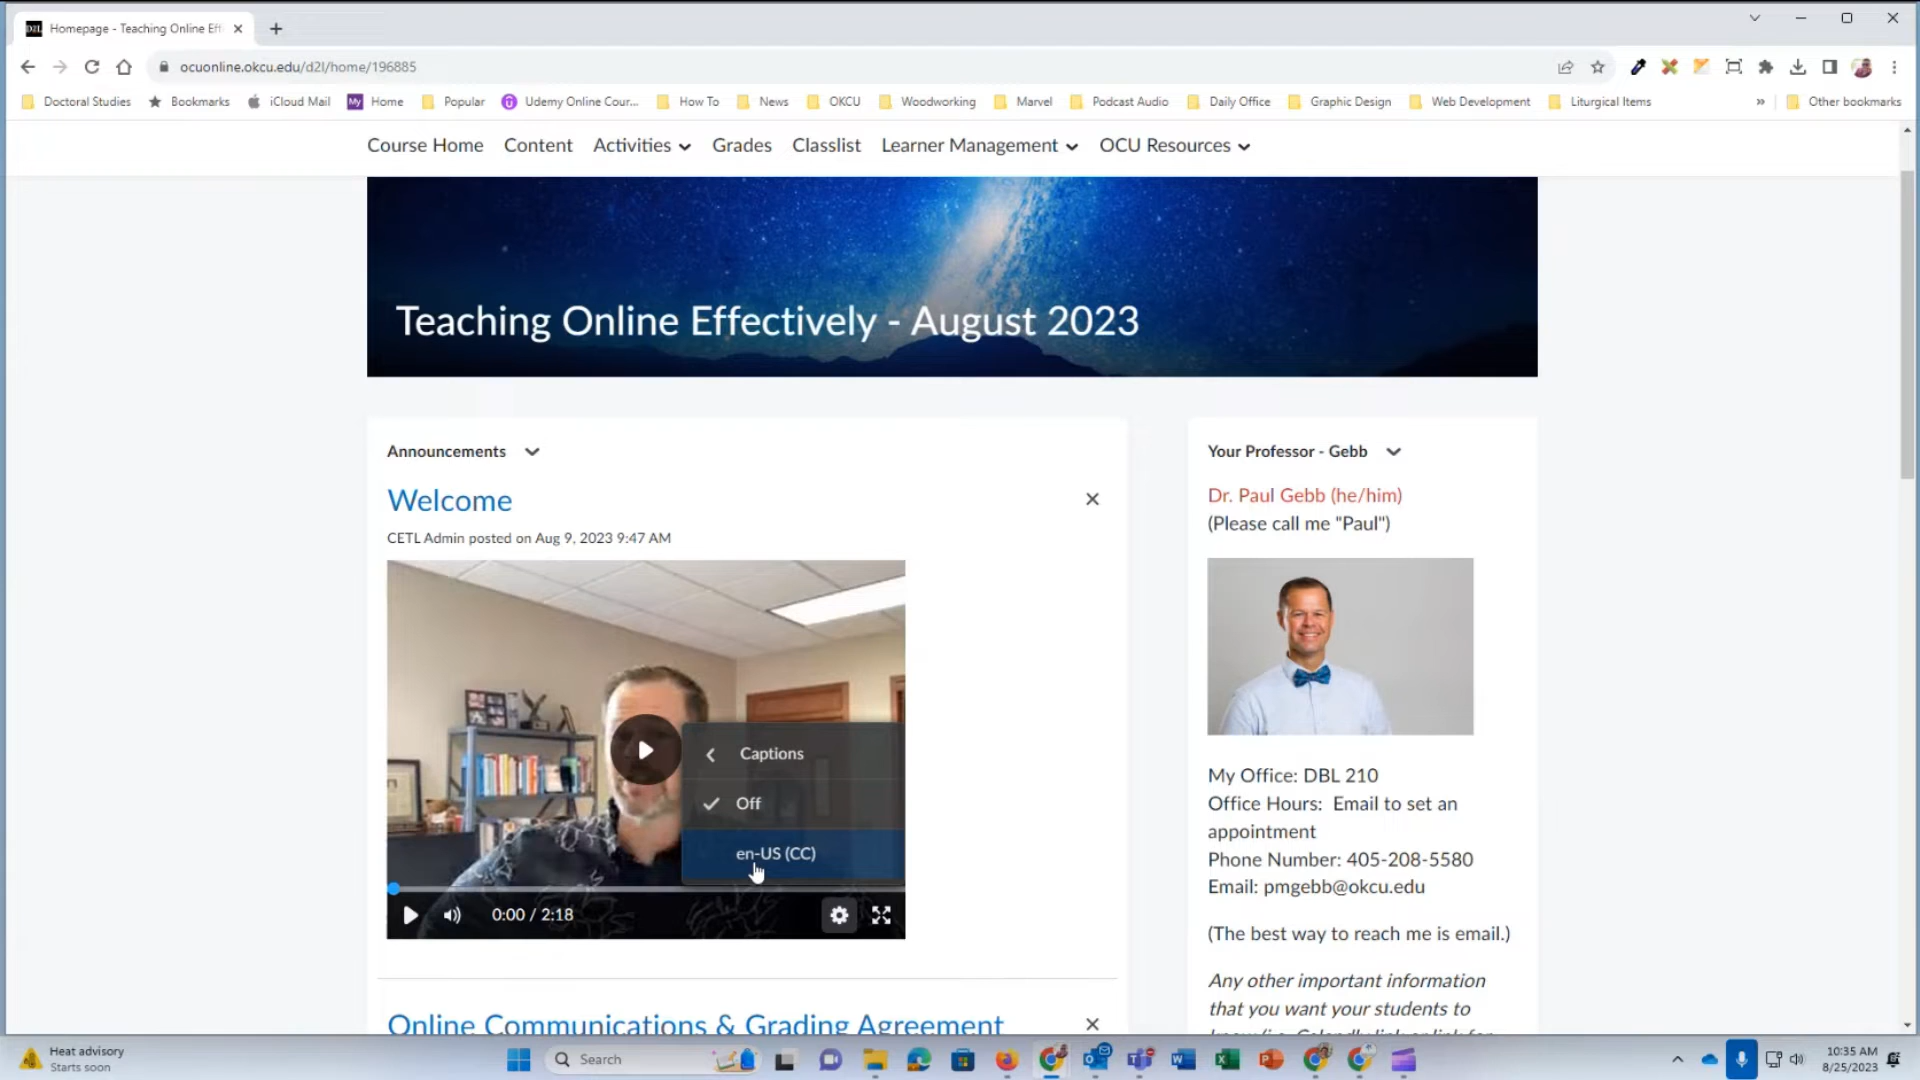 Homepage - Teaching Online Eff
ocuonline.okcu.edu/d2l/home/196885
Doctoral Studies
Bookmarks
iCloud Mail
My
Home
Popular
Udemy Online Cour...
How To
News
OKCU
Woodworking
Marvel
Podcast Audio
Daily Office
Graphic Design
Web Development
Liturgical Items
»
Other bookmarks
Course Home
Content
Activities
Grades
Classlist
Learner Management
OCU Resources
Teaching Online Effectively - August 2023
Announcements
Welcome
CETL Admin posted on Aug 9, 2023 9:47 AM
Captions
Off
en-US (CC)
0:00 / 2:18
Online Communications & Grading Agreement
Your Professor - Gebb
Dr. Paul Gebb (he/him)
(Please call me "Paul")
My Office: DBL 210
Office Hours: Email to set an
appointment
Phone Number: 405-208-5580
Email: pmgebb@okcu.edu
(The best way to reach me is email.)
Any other important information
that you want your students to
Heat advisory
Starts soon
Search
10:35 AM
8/25/2023